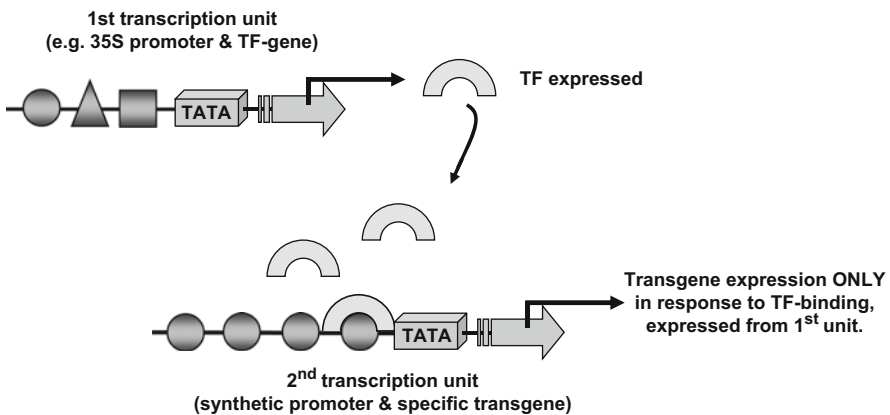 1st transcription unit
(e.g. 35S promoter & TF-gene)
TF expressed
TATA
Transgene expression ONLY
in response to TF-binding,
expressed from 1st unit.
TATA
2nd transcription unit
(synthetic promoter & specific transgene)